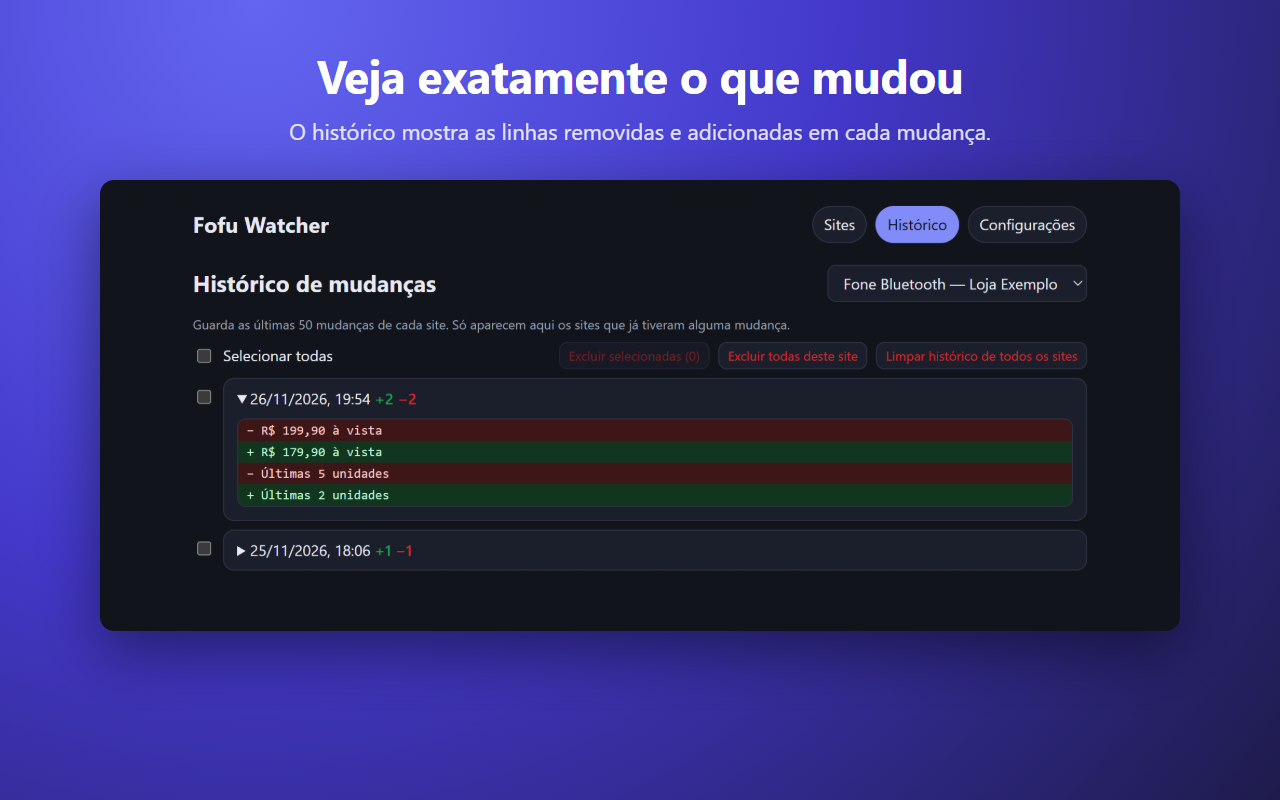 Veja exatamente o que mudou
O histórico mostra as linhas removidas e adicionadas em cada mudança.
Fofu Watcher
Sites
Histórico
Configurações
Histórico de mudanças
Fone Bluetooth — Loja Exemplo
Guarda as últimas 50 mudanças de cada site. Só aparecem aqui os sites que já tiveram alguma mudança.
Selecionar todas
Excluir selecionadas (0)
Excluir todas deste site
Limpar histórico de todos os sites
26/11/2026, 19:54 +2 −2
− R$ 199,90 à vista
+ R$ 179,90 à vista
− Últimas 5 unidades
+ Últimas 2 unidades
25/11/2026, 18:06 +1 −1